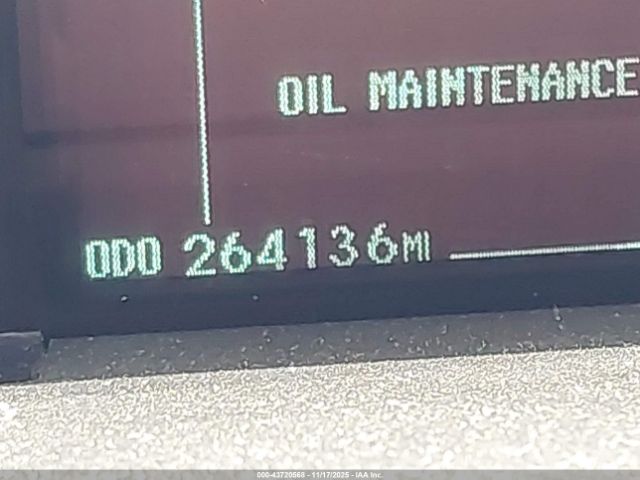 OIL MAINTENANCE
ODO 264136MI
000-43720568 - 11/17/2025 - IAA Inc.